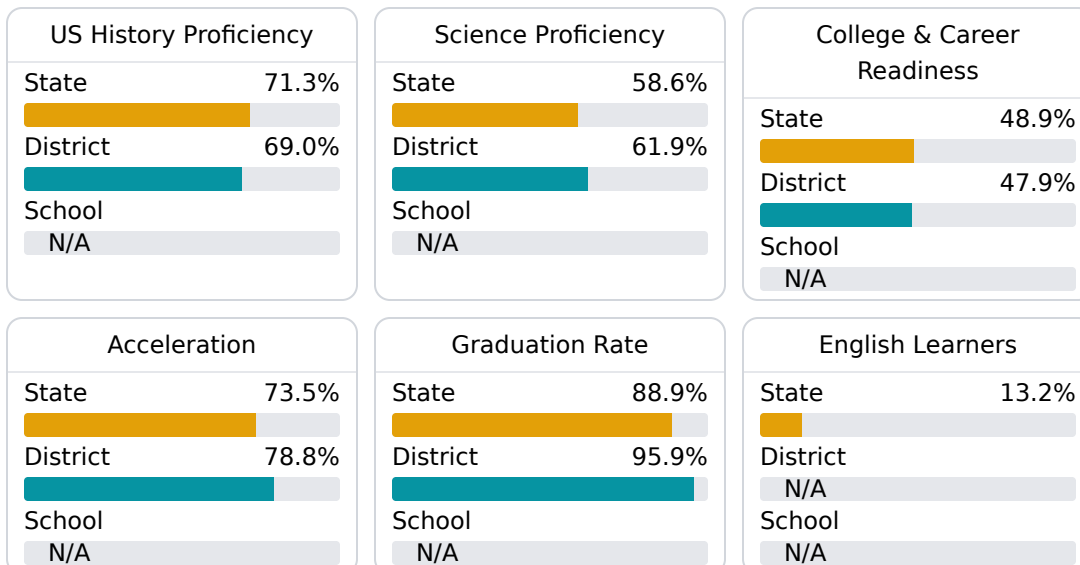 US History Proficiency
State 71.3%
District 69.0%
School
N/A
Science Proficiency
State 58.6%
District 61.9%
School
N/A
College & Career
Readiness
State 48.9%
District 47.9%
School
N/A
Acceleration
State 73.5%
District 78.8%
School
N/A
Graduation Rate
State 88.9%
District 95.9%
School
N/A
English Learners
State 13.2%
District
N/A
School
N/A